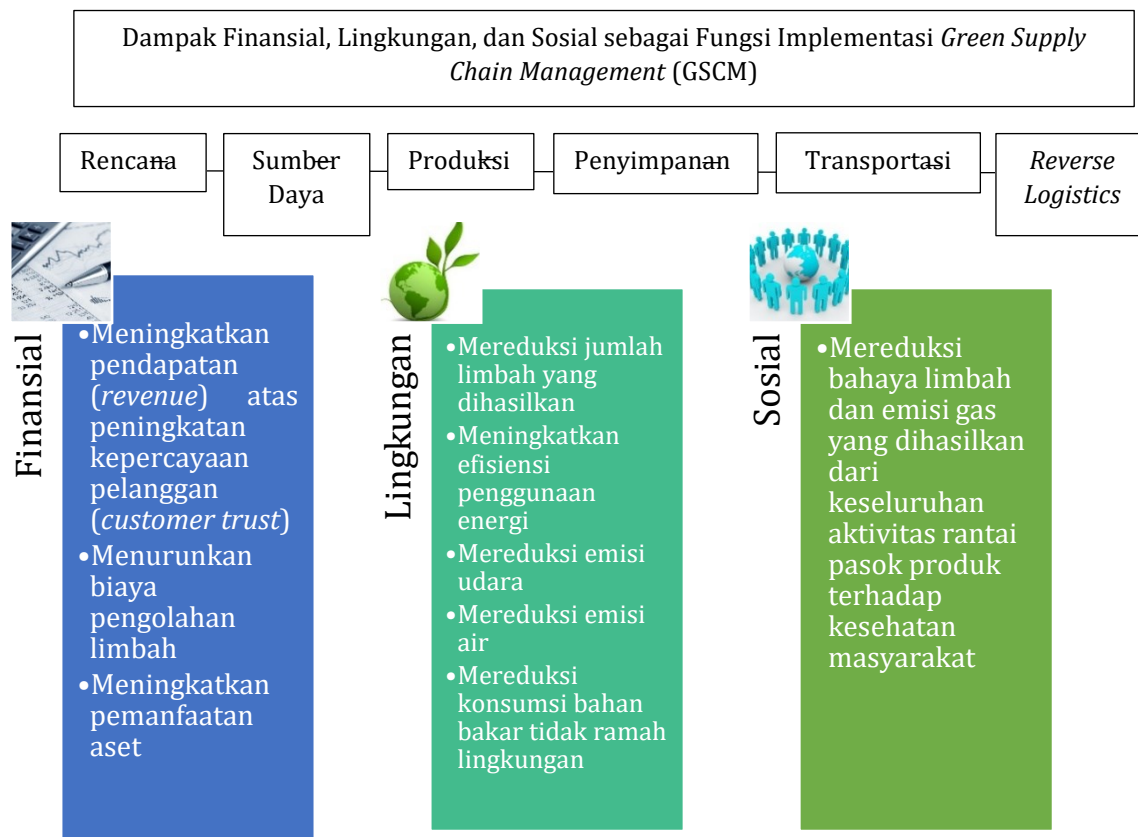 Dampak Finansial, Lingkungan, dan Sosial sebagai Fungsi Implementasi Green Supply
Chain Management (GSCM)
Rencana
Sumber
Daya
Produksi
Penyimpanan
Transportasi
Reverse
Logistics
Finansial
•Meningkatkan
pendapatan
(revenue) atas
peningkatan
kepercayaan
pelanggan
(customer trust)
•Menurunkan
biaya
pengolahan
limbah
•Meningkatkan
pemanfaatan
aset
Lingkungan
•Mereduksi jumlah
limbah yang
dihasilkan
•Meningkatkan
efisiensi
penggunaan
energi
•Mereduksi emisi
udara
•Mereduksi emisi
air
•Mereduksi
konsumsi bahan
bakar tidak ramah
lingkungan
Sosial
•Mereduksi
bahaya limbah
dan emisi gas
yang dihasilkan
dari
keseluruhan
aktivitas rantai
pasok produk
terhadap
kesehatan
masyarakat